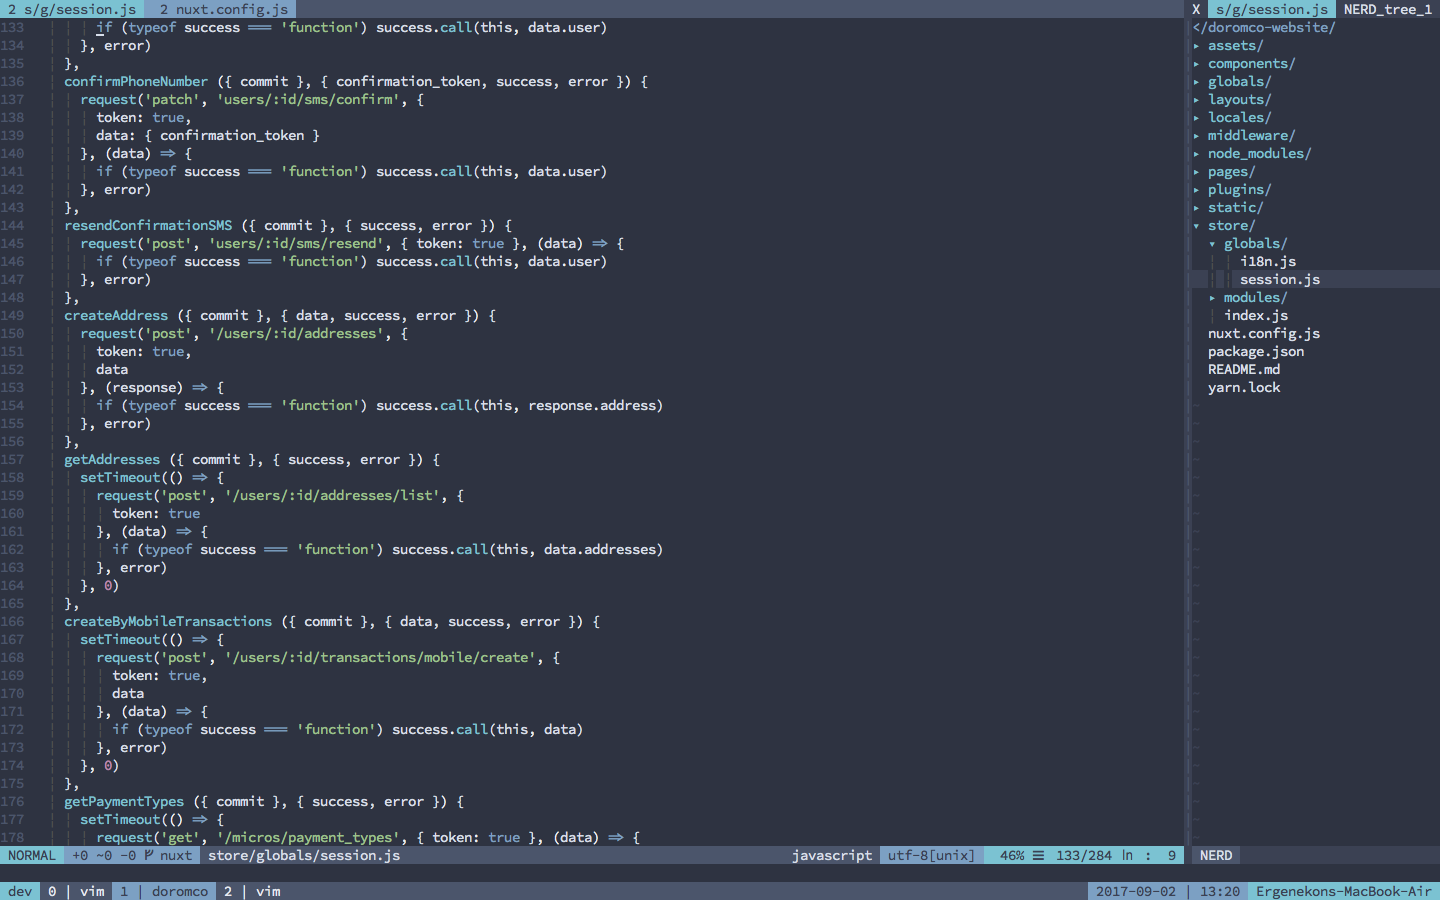 2 s/g/session.js 2 nuxt.config.js X s/g/session.js NERD_tree_1
133 if (typeof success === 'function') success.call(this, data.user)
134 }, error)
135 },
136 confirmPhoneNumber ({ commit }, { confirmation_token, success, error }) {
137 request('patch', 'users/:id/sms/confirm', {
138 token: true,
139 data: { confirmation_token }
140 }, (data) => {
141 if (typeof success === 'function') success.call(this, data.user)
142 }, error)
143 },
144 resendConfirmationSMS ({ commit }, { success, error }) {
145 request('post', 'users/:id/sms/resend', { token: true }, (data) => {
146 if (typeof success === 'function') success.call(this, data.user)
147 }, error)
148 },
149 createAddress ({ commit }, { data, success, error }) {
150 request('post', '/users/:id/addresses', {
151 token: true,
152 data
153 }, (response) => {
154 if (typeof success === 'function') success.call(this, response.address)
155 }, error)
156 },
157 getAddresses ({ commit }, { success, error }) {
158 setTimeout(() => {
159 request('post', '/users/:id/addresses/list', {
160 token: true
161 }, (data) => {
162 if (typeof success === 'function') success.call(this, data.addresses)
163 }, error)
164 }, 0)
165 },
166 createByMobileTransactions ({ commit }, { data, success, error }) {
167 setTimeout(() => {
168 request('post', '/users/:id/transactions/mobile/create', {
169 token: true,
170 data
171 }, (data) => {
172 if (typeof success === 'function') success.call(this, data)
173 }, error)
174 }, 0)
175 },
176 getPaymentTypes ({ commit }, { success, error }) {
177 setTimeout(() => {
178 request('get', '/micros/payment_types', { token: true }, (data) => {
</doromco-website/
▸ assets/
▸ components/
▸ globals/
▸ layouts/
▸ locales/
▸ middleware/
▸ node_modules/
▸ pages/
▸ plugins/
▸ static/
▾ store/
▾ globals/
i18n.js
session.js
▸ modules/
index.js
nuxt.config.js
package.json
README.md
yarn.lock
NORMAL +0 ~0 -0 nuxt store/globals/session.js javascript utf-8[unix] 46% ☰ 133/284 ln : 9 NERD
dev 0 | vim 1 | doromco 2 | vim 2017-09-02 | 13:20 Ergenekons-MacBook-Air